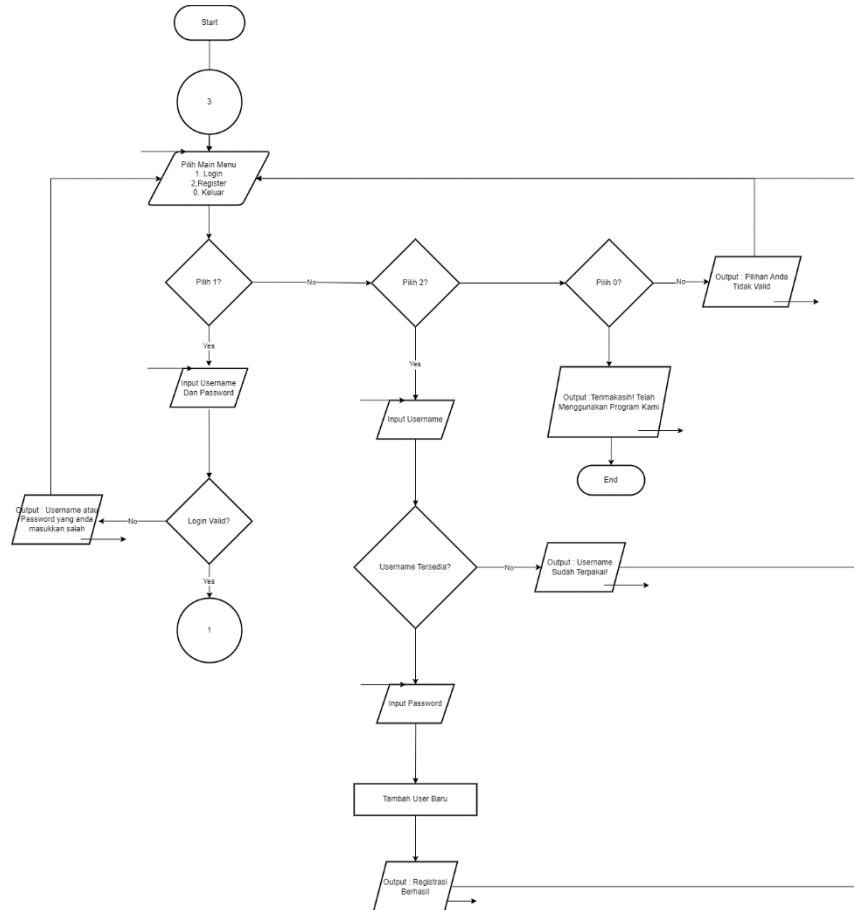 Start
3
Pilih Main Menu
1. Login
2,Register
0. Keluar
Pilih 1?
No
Pilih 2?
Pilih 0?
No
Output : Pilihan Anda
Tidak Valid
Yes
Input Username
Dan Password
Yes
Input Username
Output :Terimakasih! Telah
Menggunakan Program Kami
End
Output : Username atau
Password yang anda
masukkan salah
No
Login Valid?
Yes
1
Username Tersedia?
No
Output : Username
Sudah Terpakai!
Input Password
Tambah User Baru
Output : Registrasi
Berhasil